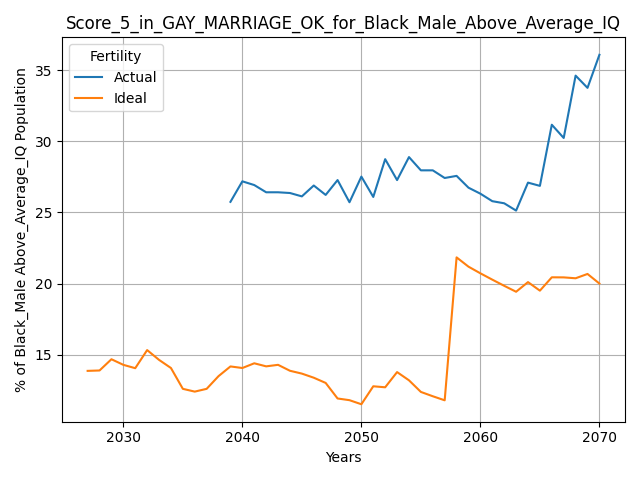 Score_5_in_GAY_MARRIAGE_OK_for_Black_Male_Above_Average_IQ
Fertility
Actual
Ideal
% of Black_Male Above_Average_IQ Population
35
30
25
20
15
2030
2040
2050
2060
2070
Years